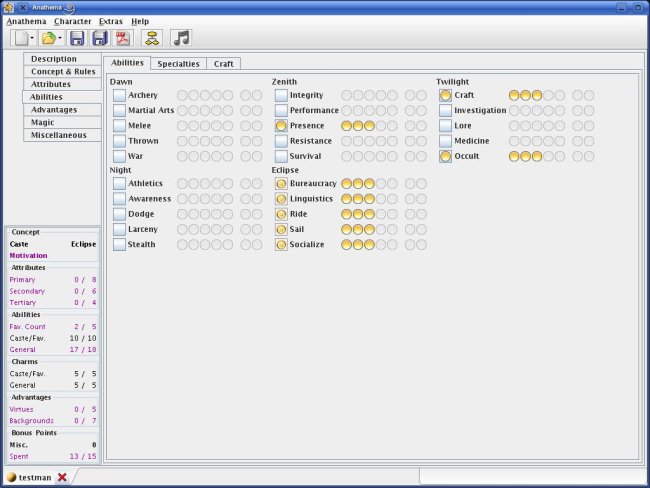 Anathema
Anathema Character Extras Help
Description
Concept & Rules
Attributes
Abilities
Advantages
Magic
Miscellaneous
Abilities Specialties Craft
Dawn Zenith Twilight
Archery Integrity Craft
Martial Arts Performance Investigation
Melee Presence Lore
Thrown Resistance Medicine
War Survival Occult
Night Eclipse
Athletics Bureaucracy
Awareness Linguistics
Dodge Ride
Larceny Sail
Stealth Socialize
Concept
Caste Eclipse
Motivation
Attributes
Primary 0 / 8
Secondary 0 / 6
Tertiary 0 / 4
Abilities
Fav. Count 2 / 5
Caste/Fav. 10 / 10
General 17 / 18
Charms
Caste/Fav. 5 / 5
General 5 / 5
Advantages
Virtues 0 / 5
Backgrounds 0 / 7
Bonus Points
Misc. 0
Spent 13 / 15
testman